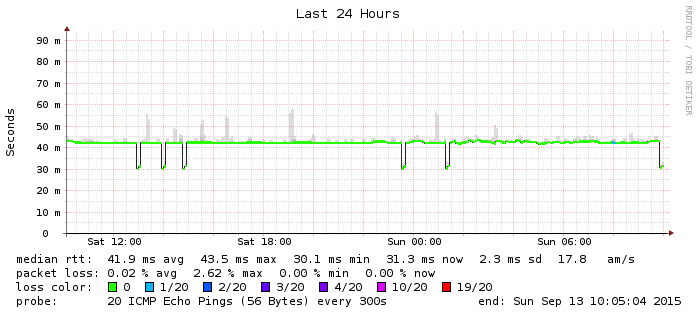 Last 24 Hours
RRDTOOL / TOBI OETIKER
Seconds
90 m
80 m
70 m
60 m
50 m
40 m
30 m
20 m
10 m
0
Sat 12:00 Sat 18:00 Sun 00:00 Sun 06:00
median rtt: 41.9 ms avg 43.5 ms max 30.1 ms min 31.3 ms now 2.3 ms sd 17.8 am/s
packet loss: 0.02 % avg 2.62 % max 0.00 % min 0.00 % now
loss color: 0 1/20 2/20 3/20 4/20 10/20 19/20
probe: 20 ICMP Echo Pings (56 Bytes) every 300s end: Sun Sep 13 10:05:04 2015